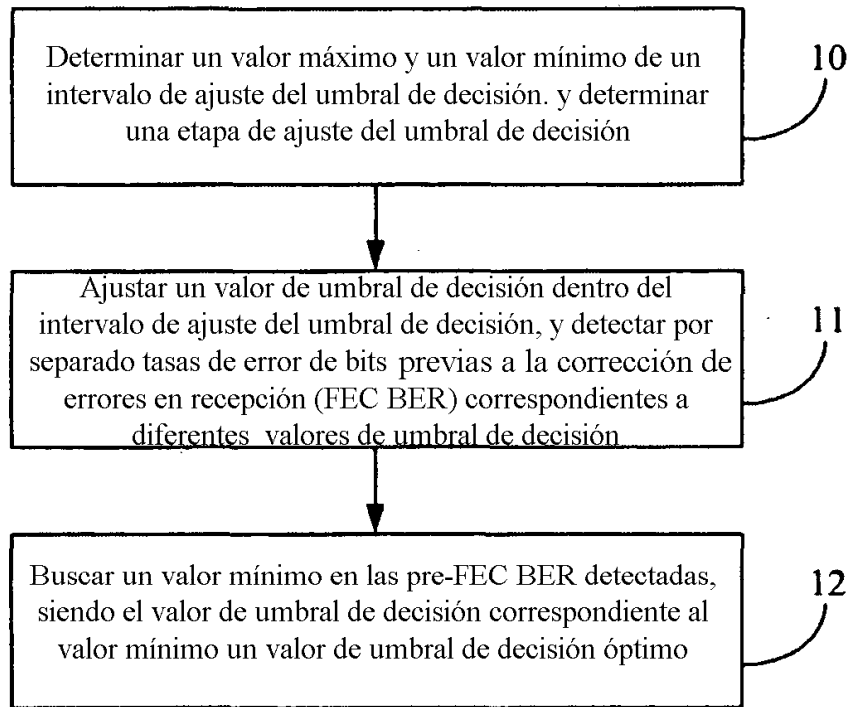 Determinar un valor máximo y un valor mínimo de un
intervalo de ajuste del umbral de decisión. y determinar
una etapa de ajuste del umbral de decisión
10
Ajustar un valor de umbral de decisión dentro del
intervalo de ajuste del umbral de decisión, y detectar por
separado tasas de error de bits previas a la corrección de
errores en recepción (FEC BER) correspondientes a
diferentes valores de umbral de decisión
11
Buscar un valor mínimo en las pre-FEC BER detectadas,
siendo el valor de umbral de decisión correspondiente al
valor mínimo un valor de umbral de decisión óptimo
12